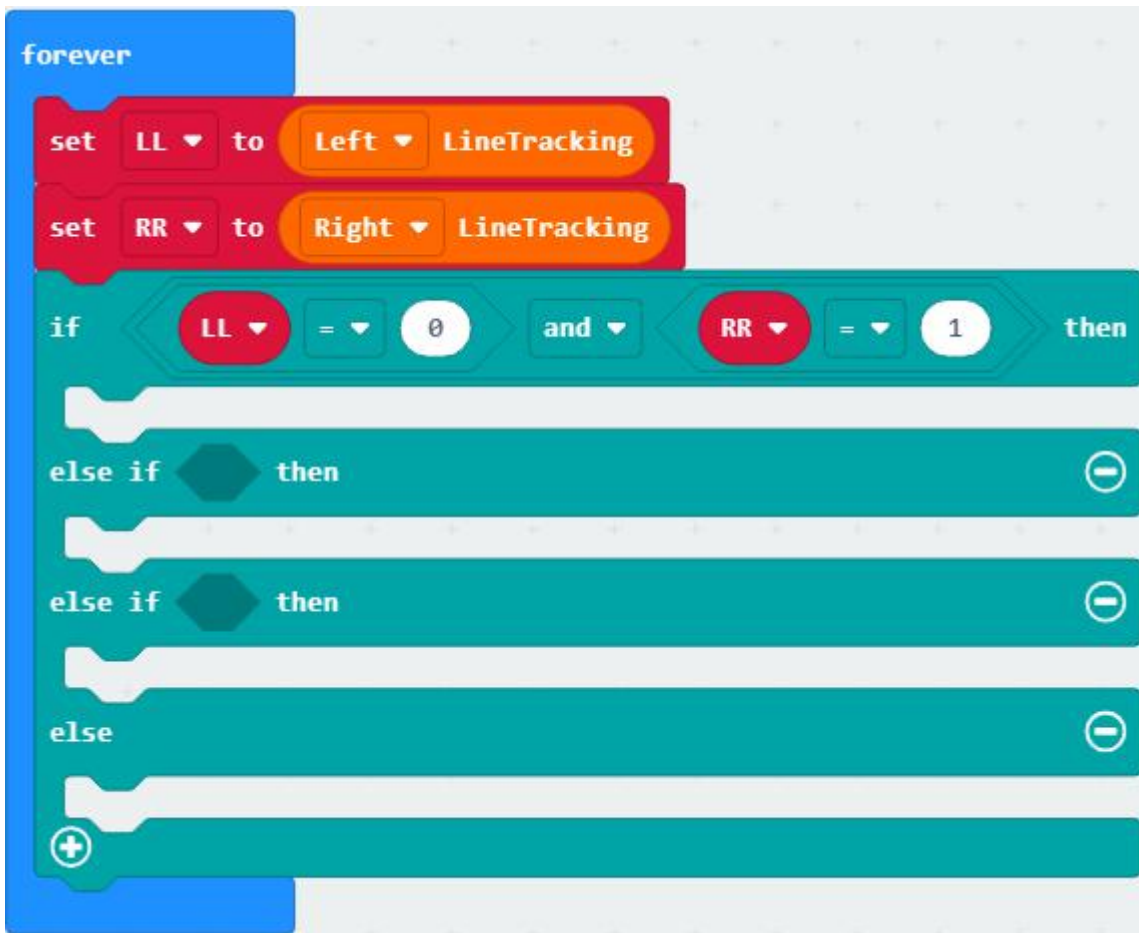 forever
set LL to Left LineTracking
set RR to Right LineTracking
if LL = 0 and RR = 1 then
else if then
else if then
else